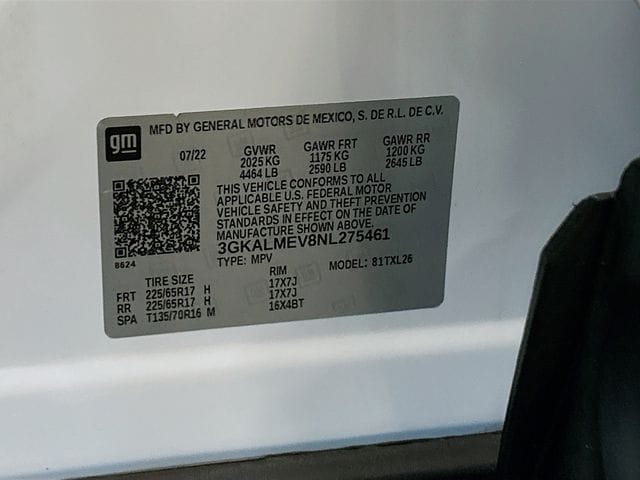 gm
MFD BY GENERAL MOTORS DE MEXICO, S. DE R.L. DE C.V.
07/22 GVWR GAWR FRT GAWR RR
2025 KG 1175 KG 1200 KG
4464 LB 2590 LB 2645 LB
THIS VEHICLE CONFORMS TO ALL
APPLICABLE U.S. FEDERAL MOTOR
VEHICLE SAFETY AND THEFT PREVENTION
STANDARDS IN EFFECT ON THE DATE OF
MANUFACTURE SHOWN ABOVE.
3GKALMEV8NL275461
8624
TYPE: MPV MODEL: 81TXL26
TIRE SIZE RIM
FRT 225/65R17 H 17X7J
RR 225/65R17 H 17X7J
SPA T135/70R16 M 16X4BT